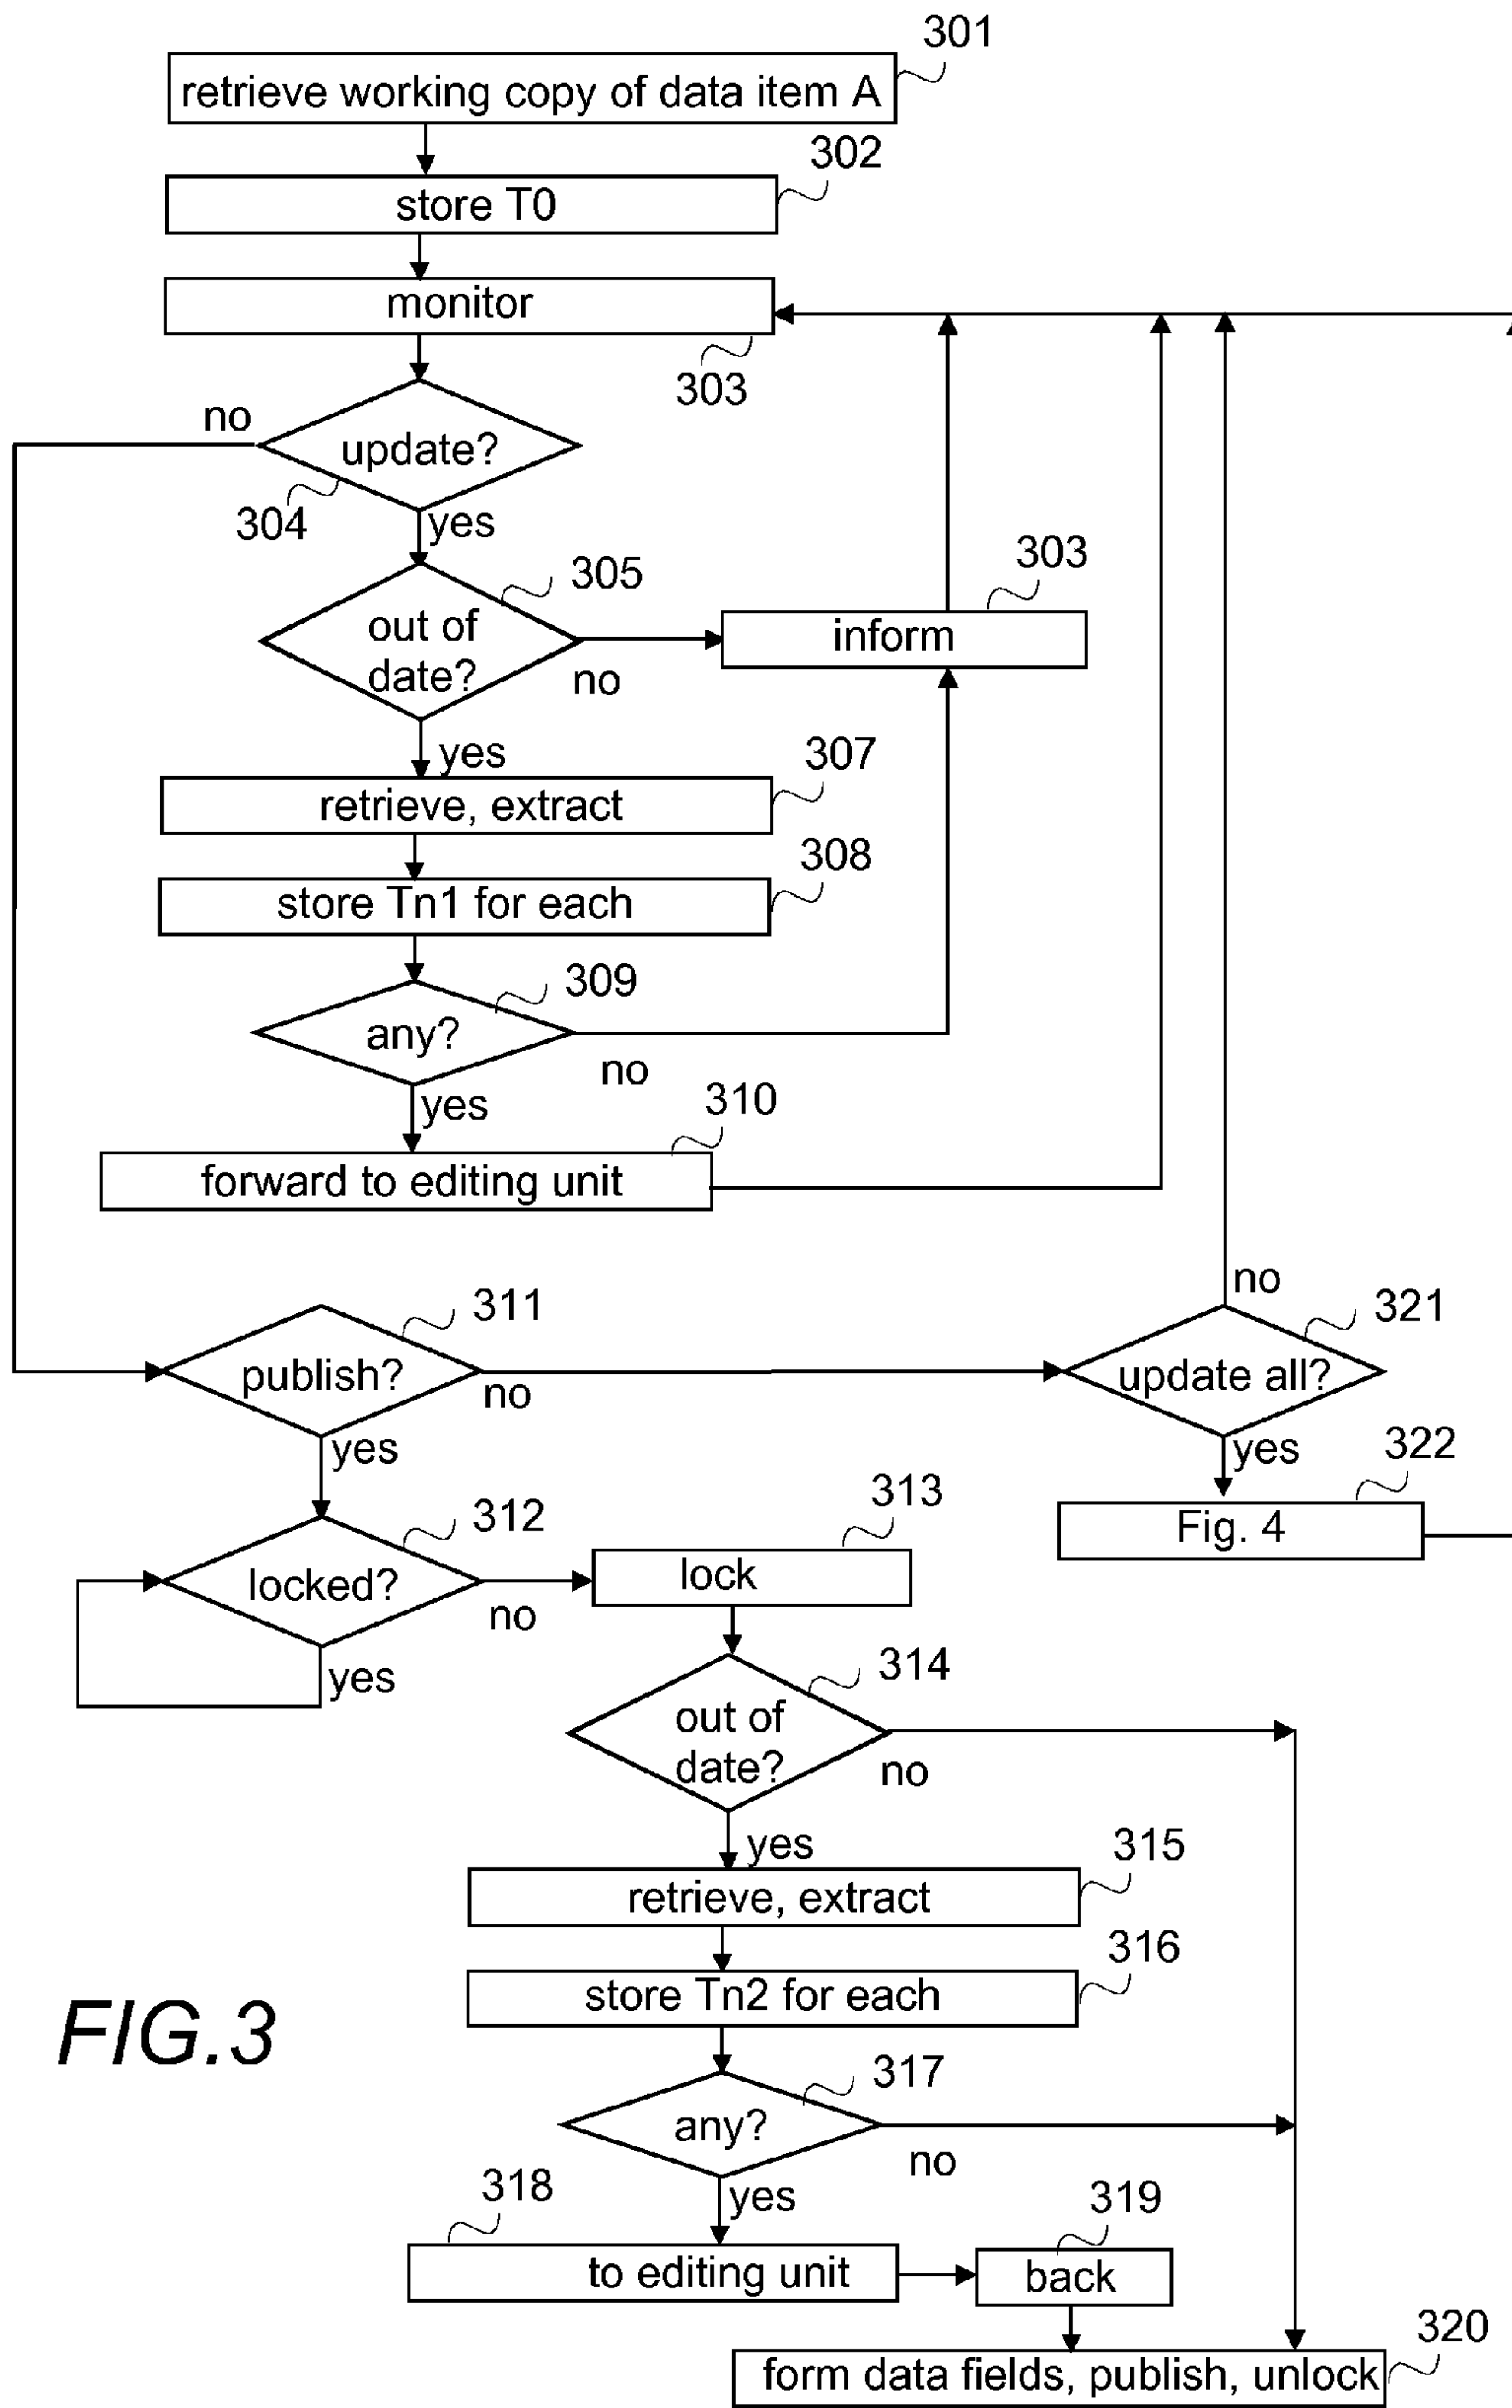 301
retrieve working copy of data item A
302
store T0
monitor
303
no
update?
304
yes
305
303
out of
date?
inform
no
yes
307
retrieve, extract
308
store Tn1 for each
309
any?
no
yes
310
forward to editing unit
no
311
321
publish?
no
update all?
yes
yes
322
Fig. 4
312
313
locked?
lock
no
yes
314
out of
date?
no
yes
315
retrieve, extract
316
store Tn2 for each
FIG.3
317
any?
no
yes
318
319
to editing unit
back
320
form data fields, publish, unlock